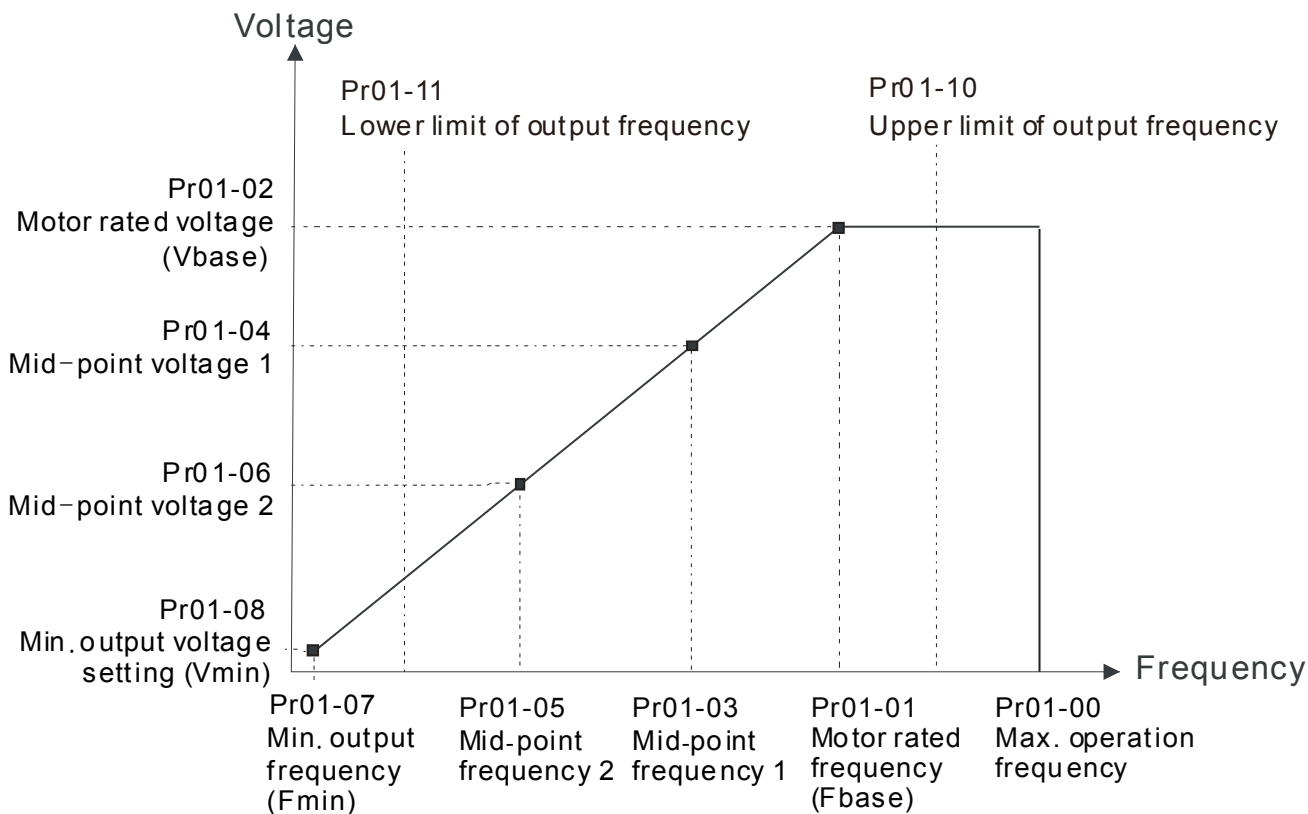 Voltage
Pr01-11
Lower limit of output frequency
Pr01-10
Upper limit of output frequency
Pr01-02
Motor rated voltage
(Vbase)
Pr01-04
Mid-point voltage 1
Pr01-06
Mid-point voltage 2
Pr01-08
Min. output voltage
setting (Vmin)
Frequency
Pr01-07
Min. output
frequency
(Fmin)
Pr01-05
Mid-point
frequency 2
Pr01-03
Mid-point
frequency 1
Pr01-01
Motor rated
frequency
(Fbase)
Pr01-00
Max. operation
frequency